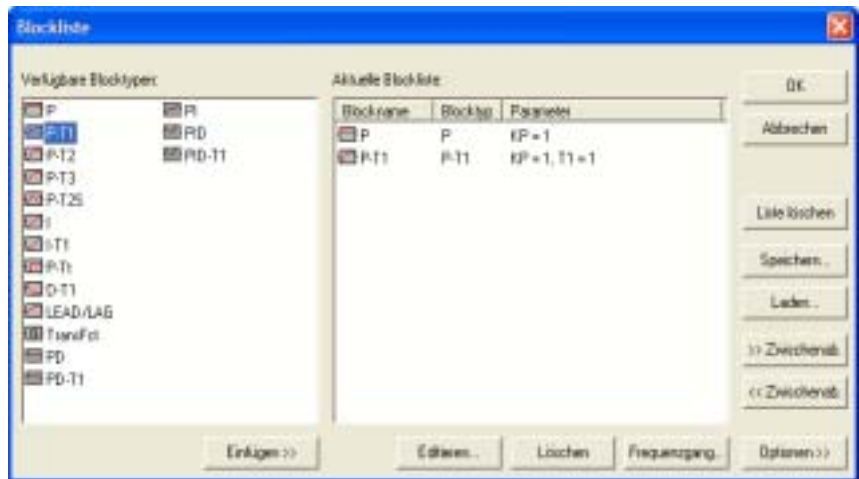 Blockliste
Verfügbare Blocktypen:
P
P-T1
P-T2
P-T3
P-T2S
I
I-T1
P-Tt
D-T1
LEAD/LAG
TransFct
PD
PD-T1
PI
PID
PID-T1
Einfügen >>
Aktuelle Blockliste:
Blockname Blocktyp Parameter
P P KP = 1
P-T1 P-T1 KP = 1, T1 = 1
Editieren...
Löschen
Frequenzgang...
OK
Abbrechen
Liste löschen
Speichern...
Laden...
>> Zwischenab.
<< Zwischenab.
Optionen >>